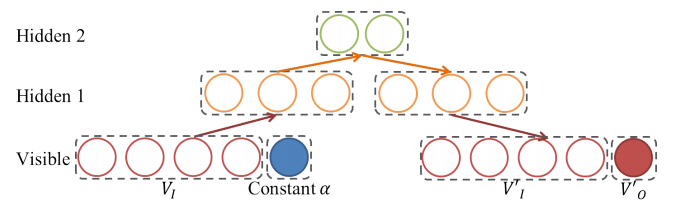 Hidden 2
Hidden 1
Visible
V_I
Constant α
V'_I
V'_O